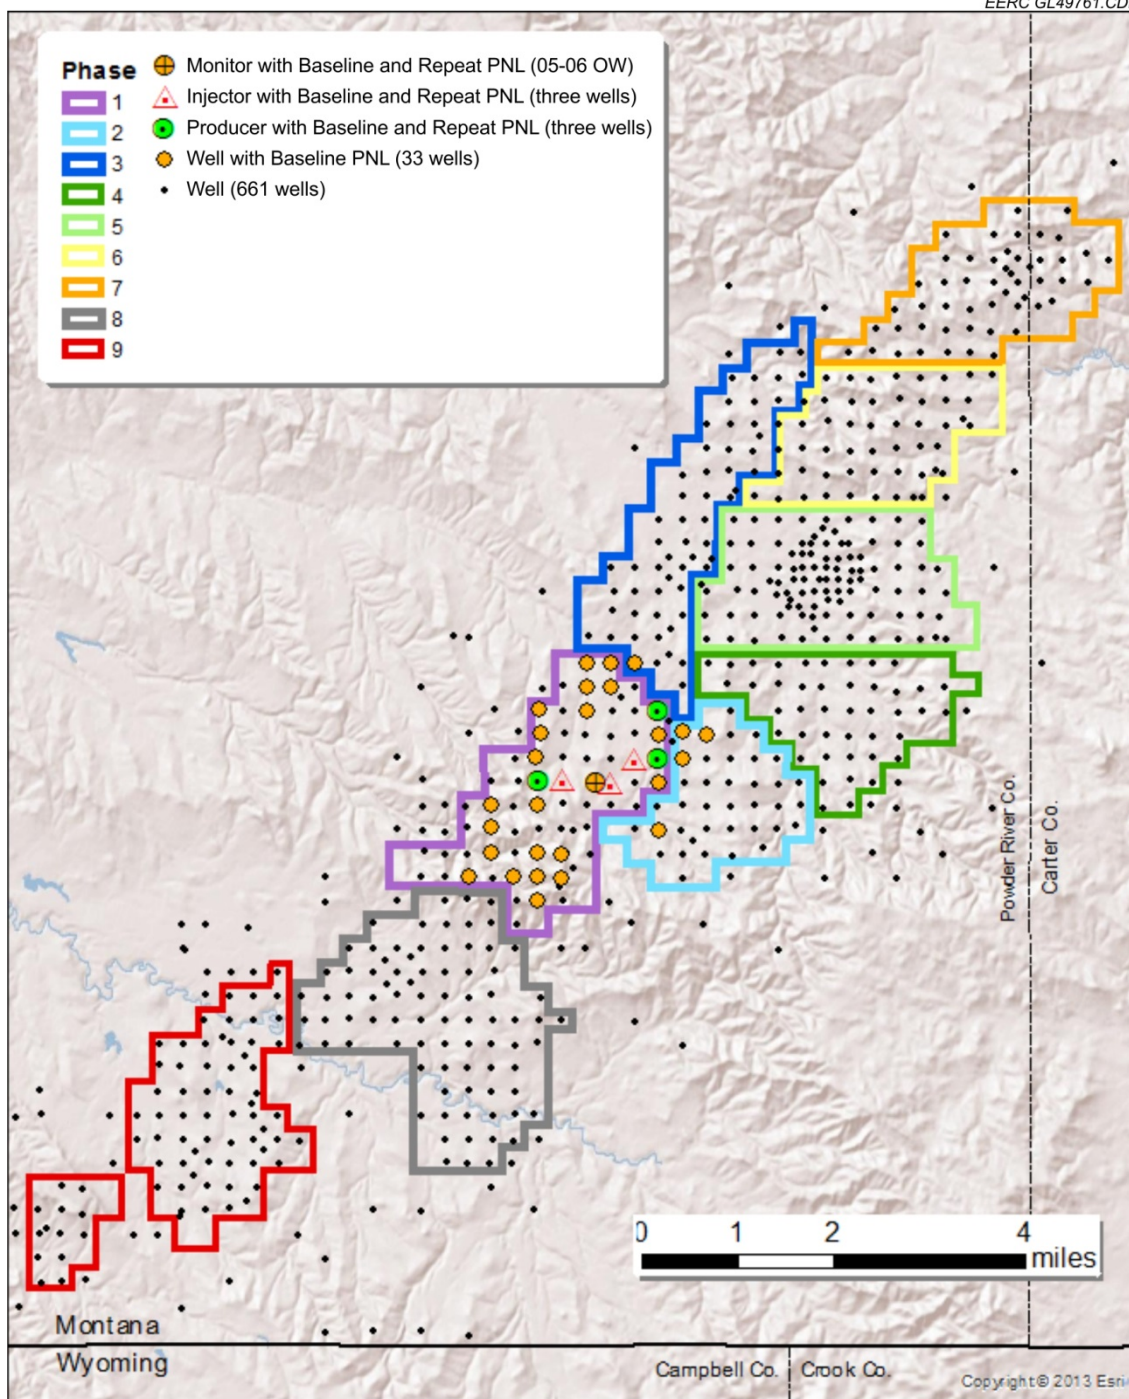 EERC GL49761.CD
Phase
1
2
3
4
5
6
7
8
9
Monitor with Baseline and Repeat PNL (05-06 OW)
Injector with Baseline and Repeat PNL (three wells)
Producer with Baseline and Repeat PNL (three wells)
Well with Baseline PNL (33 wells)
Well (661 wells)
Powder River Co.
Carter Co.
0 1 2 4
miles
Montana
Wyoming
Campbell Co. Crook Co.
Copyright© 2013 Esri